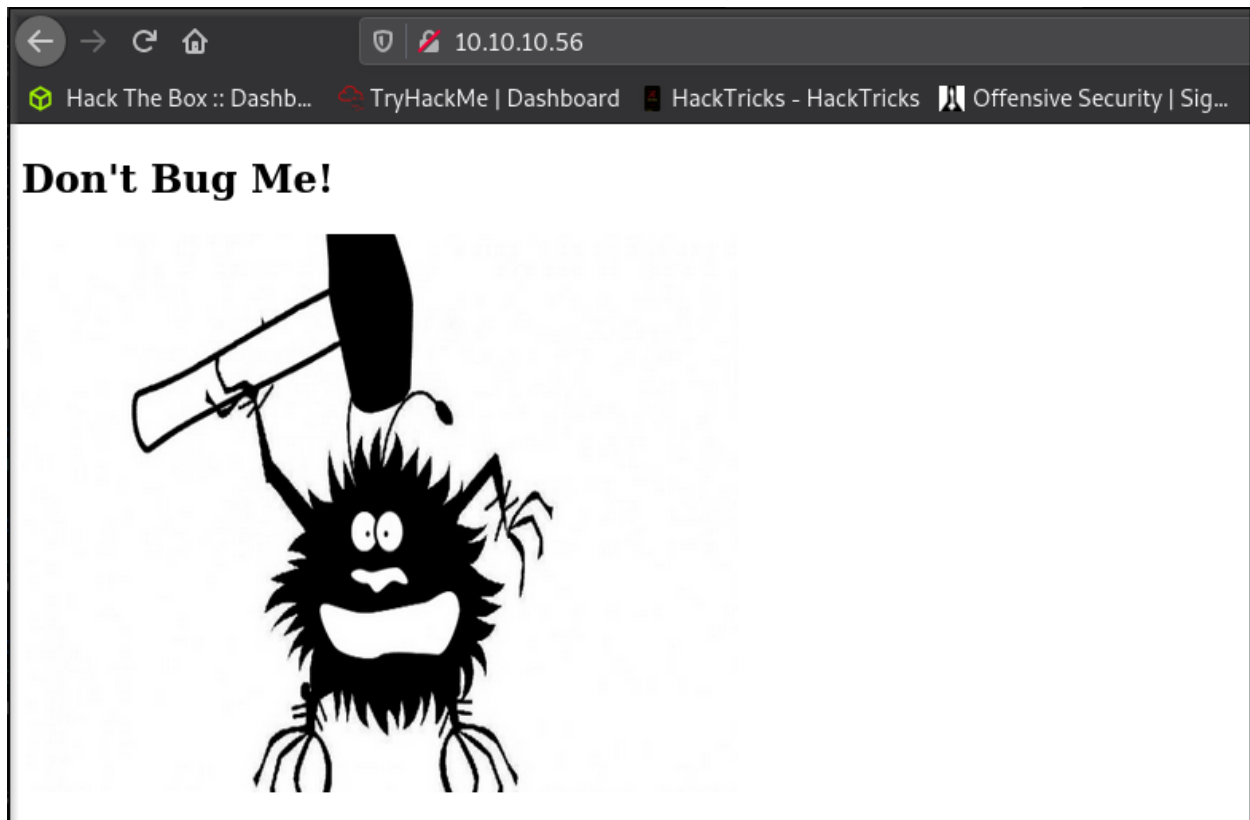 10.10.10.56
Hack The Box :: Dashb... TryHackMe | Dashboard HackTricks - HackTricks Offensive Security | Sig...
Don't Bug Me!